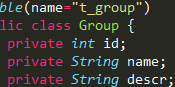 ble(name="t_group")
lic class Group {
private int id;
private String name;
private String descr;